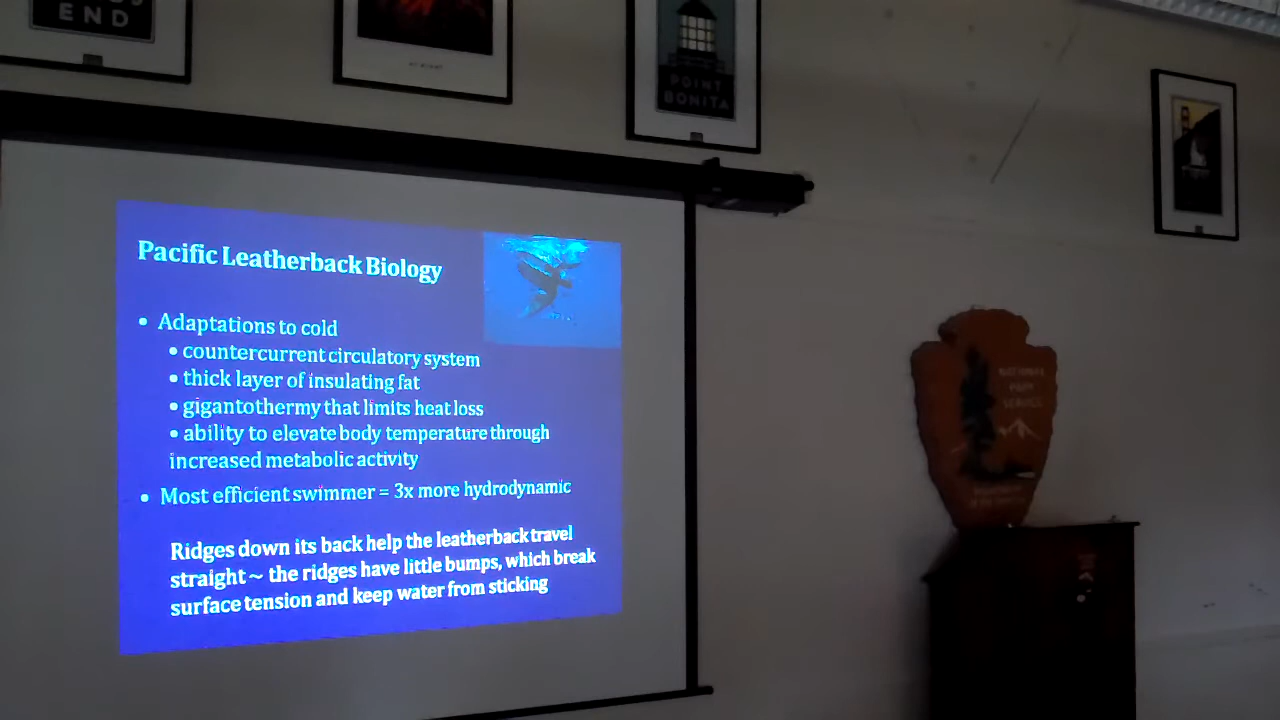 END
POINT
BONITA
Pacific Leatherback Biology
• Adaptations to cold
• countercurrent circulatory system
• thick layer of insulating fat
• gigantothermy that limits heat loss
• ability to elevate body temperature through
increased metabolic activity
• Most efficient swimmer = 3x more hydrodynamic
Ridges down its back help the leatherback travel
straight ~ the ridges have little bumps, which break
surface tension and keep water from sticking
NATIONAL
PARK
SERVICE